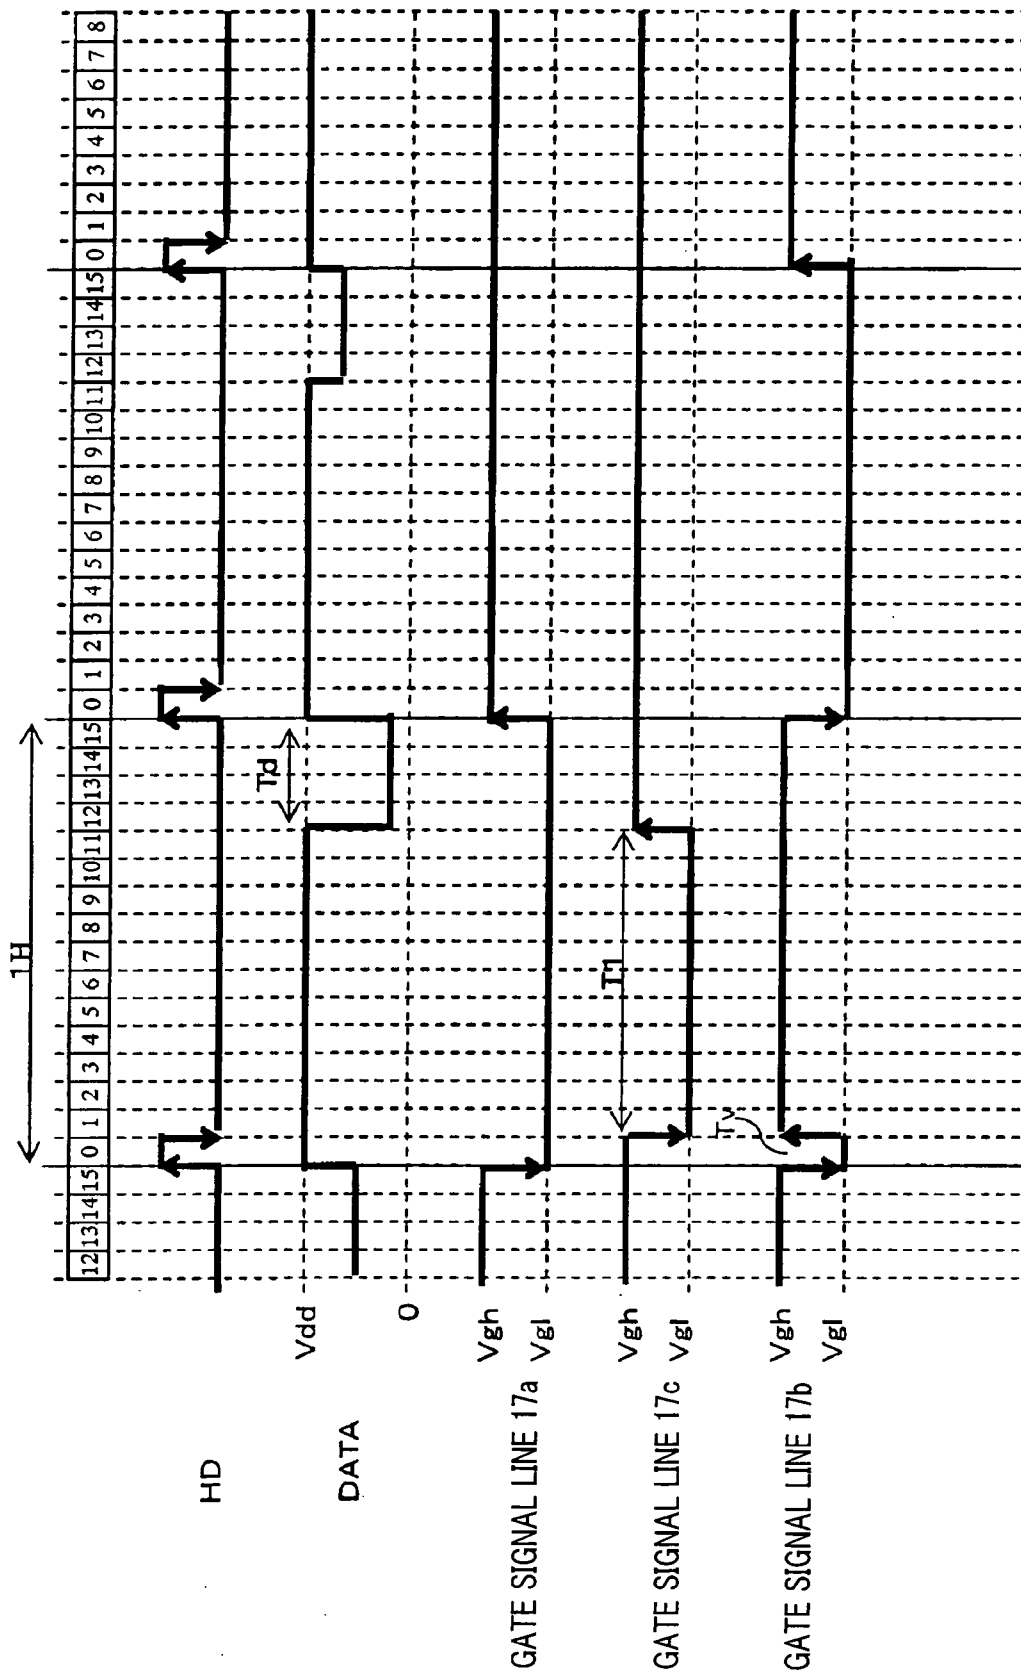 1H
12 13 14 15 0 1 2 3 4 5 6 7 8 9 10 11 12 13 14 15 0 1 2 3 4 5 6 7 8 9 10 11 12 13 14 15 0 1 2 3 4 5 6 7 8
HD
Td
Vdd
DATA
0
Vgh
GATE SIGNAL LINE 17a
Vgl
T1
Vgh
GATE SIGNAL LINE 17c
Vgl
Tv
Vgh
GATE SIGNAL LINE 17b
Vgl